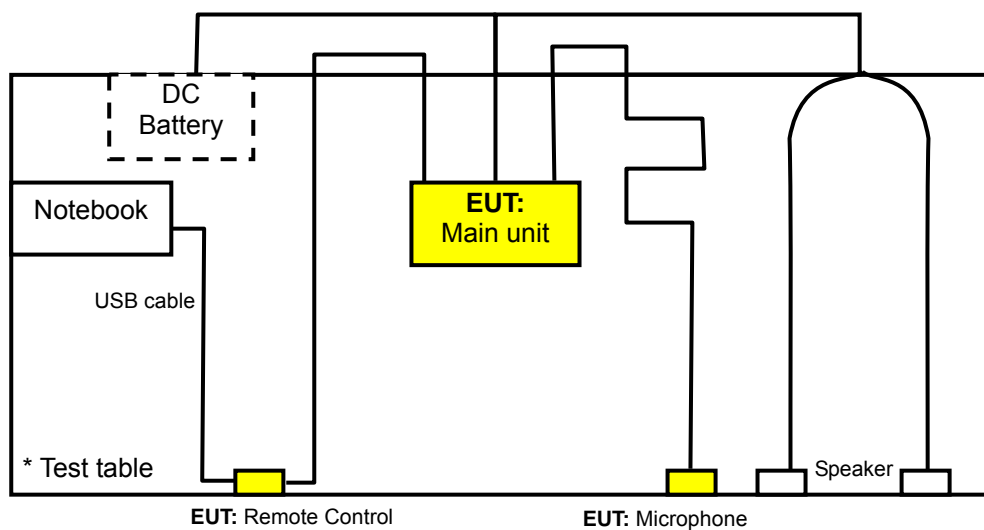 DC
Battery
Notebook
EUT:
Main unit
USB cable
* Test table
Speaker
EUT: Remote Control
EUT: Microphone